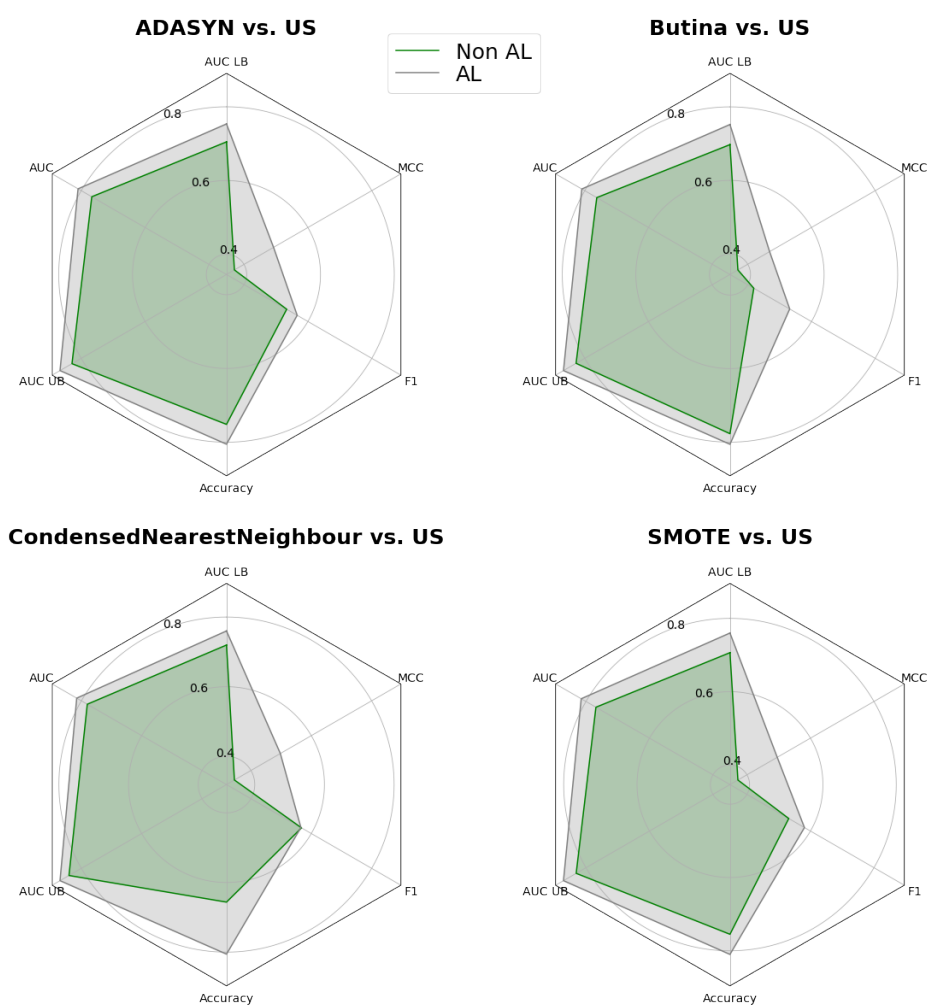 ADASYN vs. US
Butina vs. US
Non AL
AL
AUC LB
0.8
AUC
MCC
0.6
0.4
AUC UB
F1
Accuracy
AUC LB
0.8
AUC
MCC
0.6
0.4
AUC UB
F1
Accuracy
CondensedNearestNeighbour vs. US
SMOTE vs. US
AUC LB
0.8
AUC
MCC
0.6
0.4
AUC UB
F1
Accuracy
AUC LB
0.8
AUC
MCC
0.6
0.4
AUC UB
F1
Accuracy